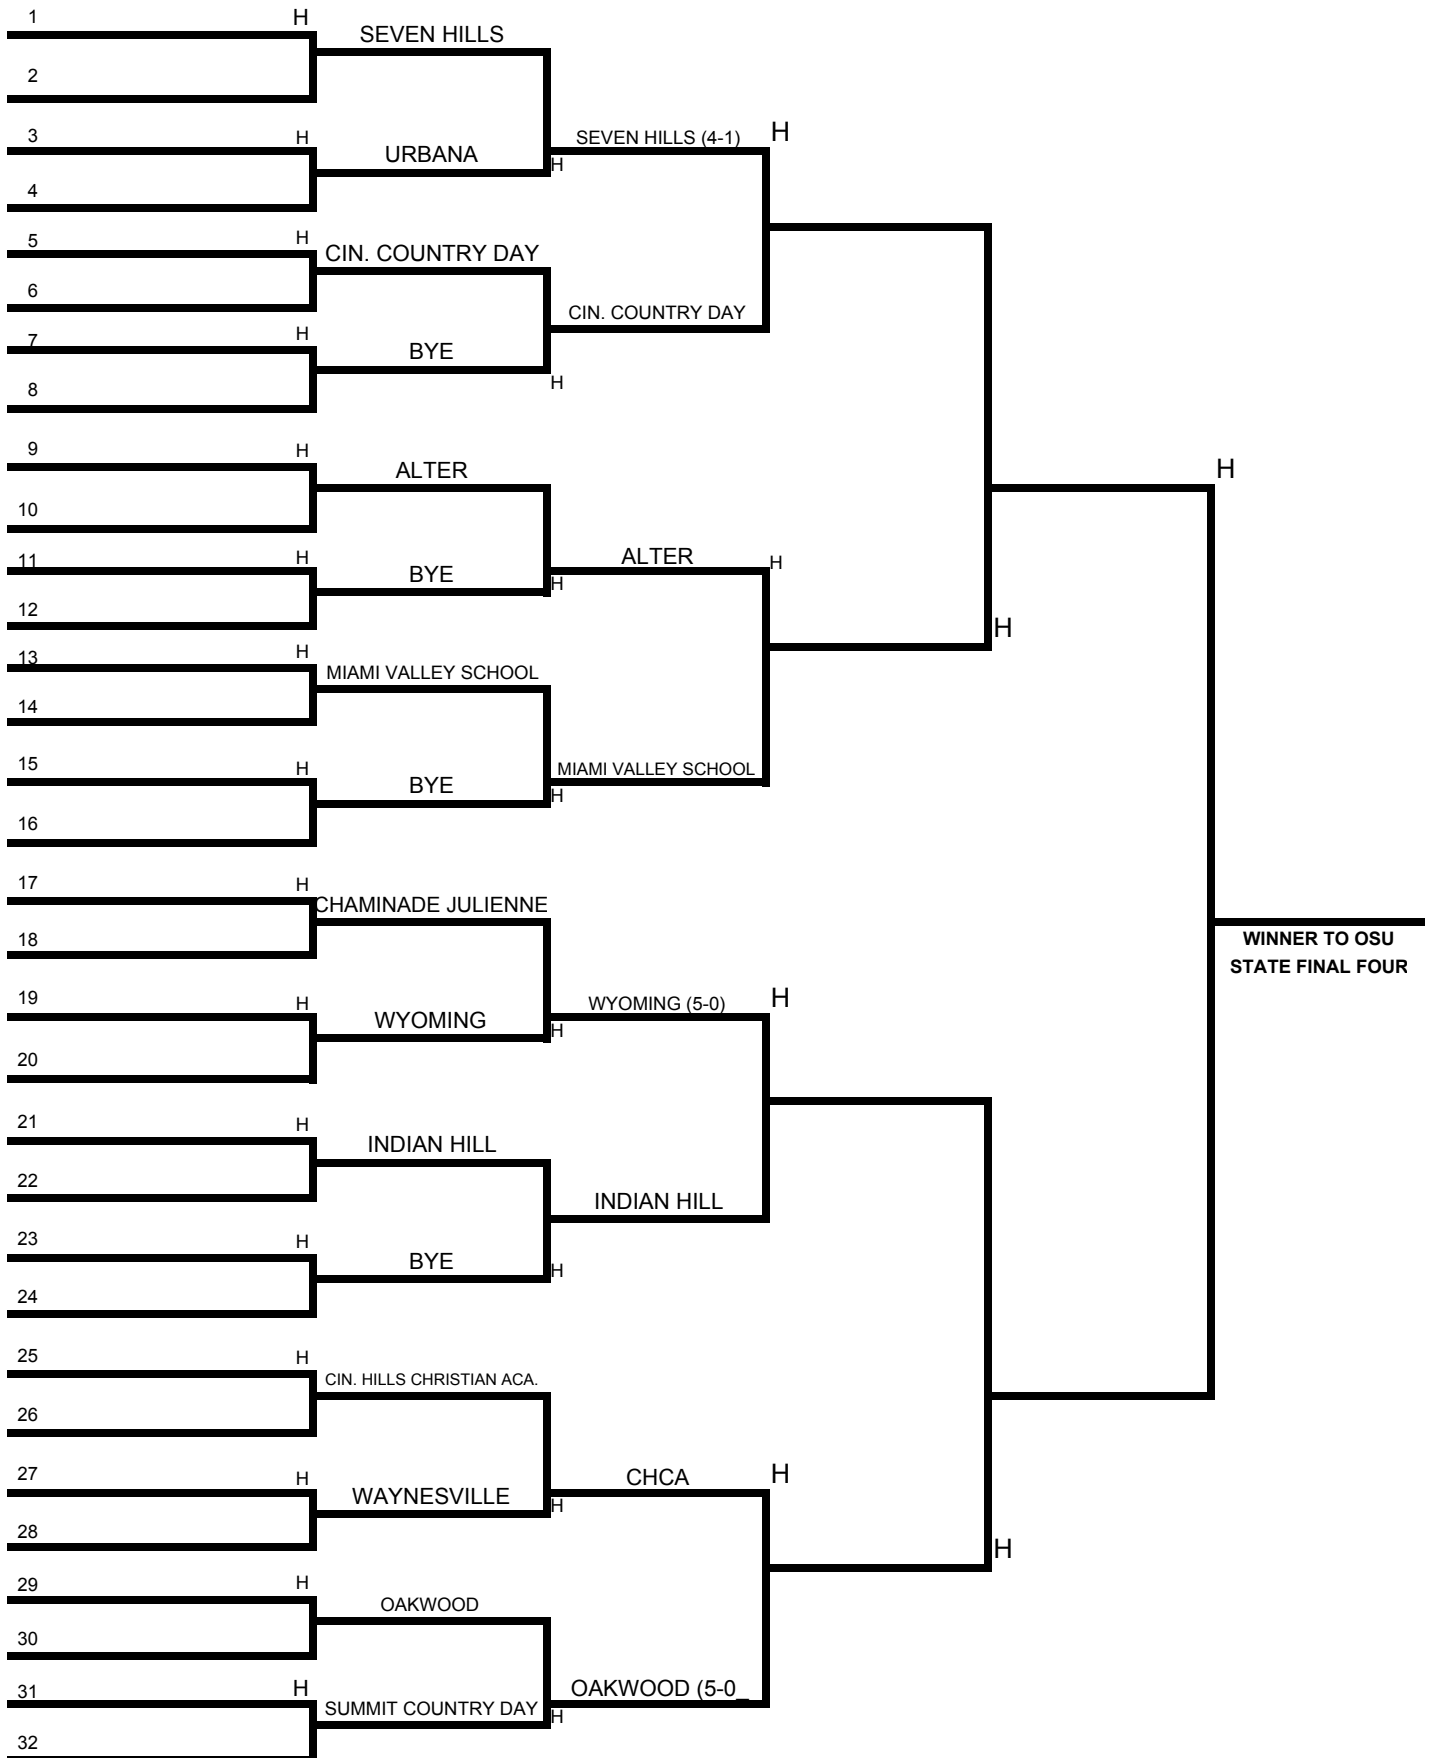 1 H
SEVEN HILLS
2
3 H
SEVEN HILLS (4-1) H
URBANA
H
4
5 H
CIN. COUNTRY DAY
6
CIN. COUNTRY DAY
7 H
BYE
H
8
9 H
ALTER
H
10
11 H
ALTER H
BYE
H
12
H
13 H
MIAMI VALLEY SCHOOL
14
15 H
MIAMI VALLEY SCHOOL
BYE
H
16
17 H
CHAMINADE JULIENNE
18
WINNER TO OSU
STATE FINAL FOUR
19 H
WYOMING (5-0) H
WYOMING
H
20
21 H
INDIAN HILL
22
INDIAN HILL
23 H
BYE
H
24
25 H
CIN. HILLS CHRISTIAN ACA.
26
27 H
CHCA H
WAYNESVILLE
H
28
H
29 H
OAKWOOD
30
31 H
OAKWOOD (5-0_
SUMMIT COUNTRY DAY
H
32